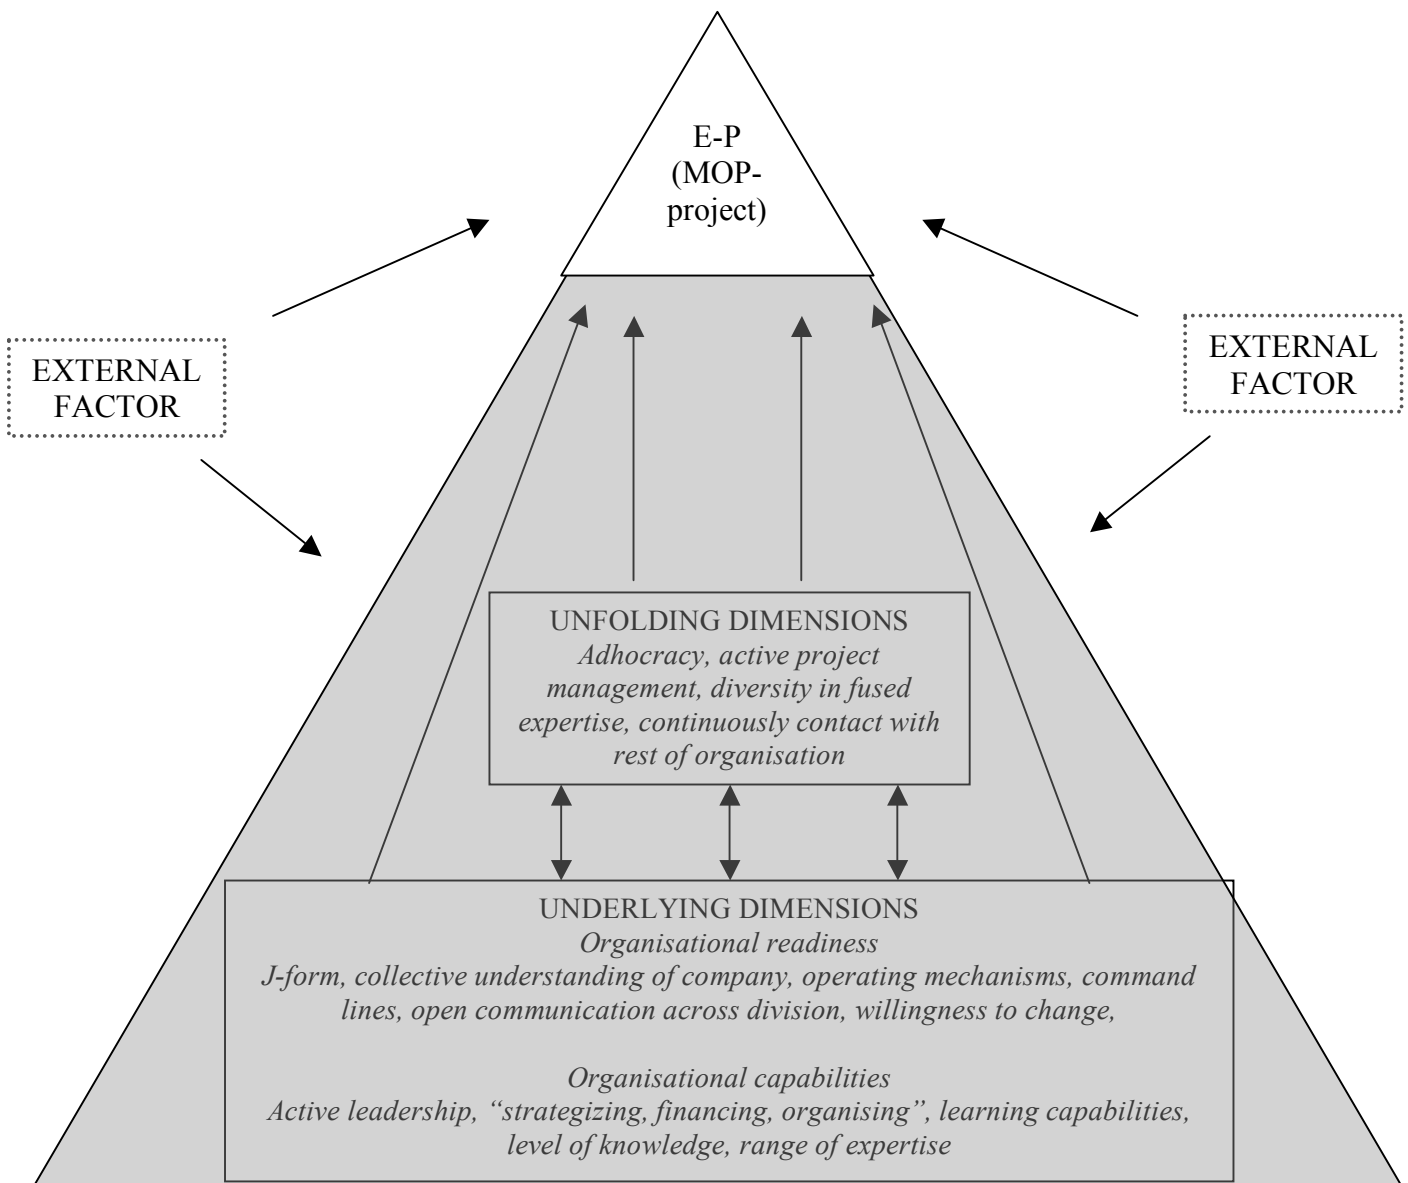 E-P
(MOP-
project)
EXTERNAL
FACTOR
EXTERNAL
FACTOR
UNFOLDING DIMENSIONS
Adhocracy, active project
management, diversity in fused
expertise, continuously contact with
rest of organisation
UNDERLYING DIMENSIONS
Organisational readiness
J-form, collective understanding of company, operating mechanisms, command
lines, open communication across division, willingness to change,
Organisational capabilities
Active leadership, “strategizing, financing, organising”, learning capabilities,
level of knowledge, range of expertise